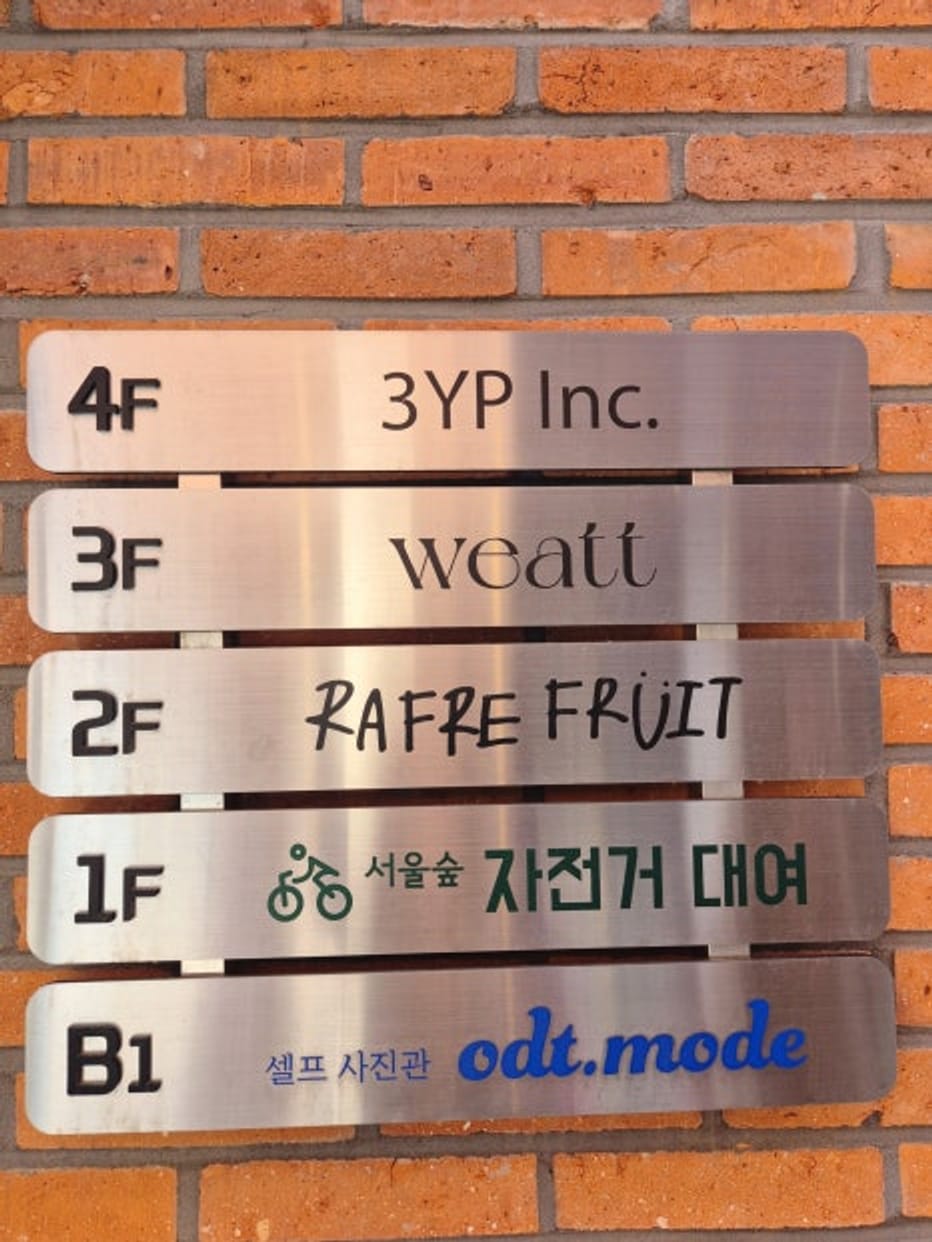 4F 3YP Inc.
3F weatt
2F RAFRE FRÜIT
1F 서울숲 자전거 대여
B1 셀프 사진관 odt.mode